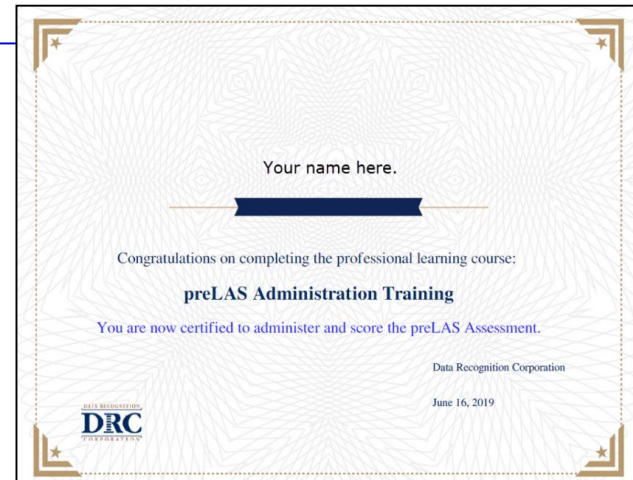 Your name here.
Congratulations on completing the professional learning course:
preLAS Administration Training
You are now certified to administer and score the preLAS Assessment.
Data Recognition Corporation
June 16, 2019
DATA RECOGNITION
DRC
CORPORATION